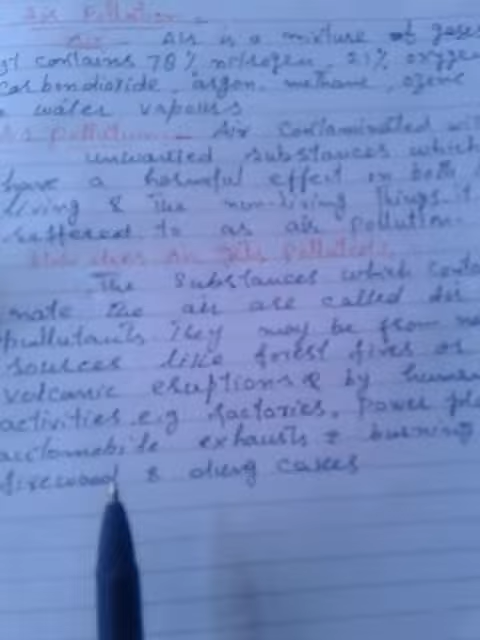 Air Pollution -
Air - Air is a mixture of gases
It contains 78% nitrogen, 21% oxygen
carbondioxide, argon, methane, ozone
& water vapours
Air pollution - Air contaminated wi
unwanted substances which
have a harmful effect on both
living & the non-living things is
reffered to as air pollution.
How does Air gets polluted.
The Substances which conta
mate the air are called Air
pollutants They may be from na
sources like forest fires or
volcanic eruptions & by human
activities e.g factories, Power pla
automobile exhausts & burning
firewood & dung cakes